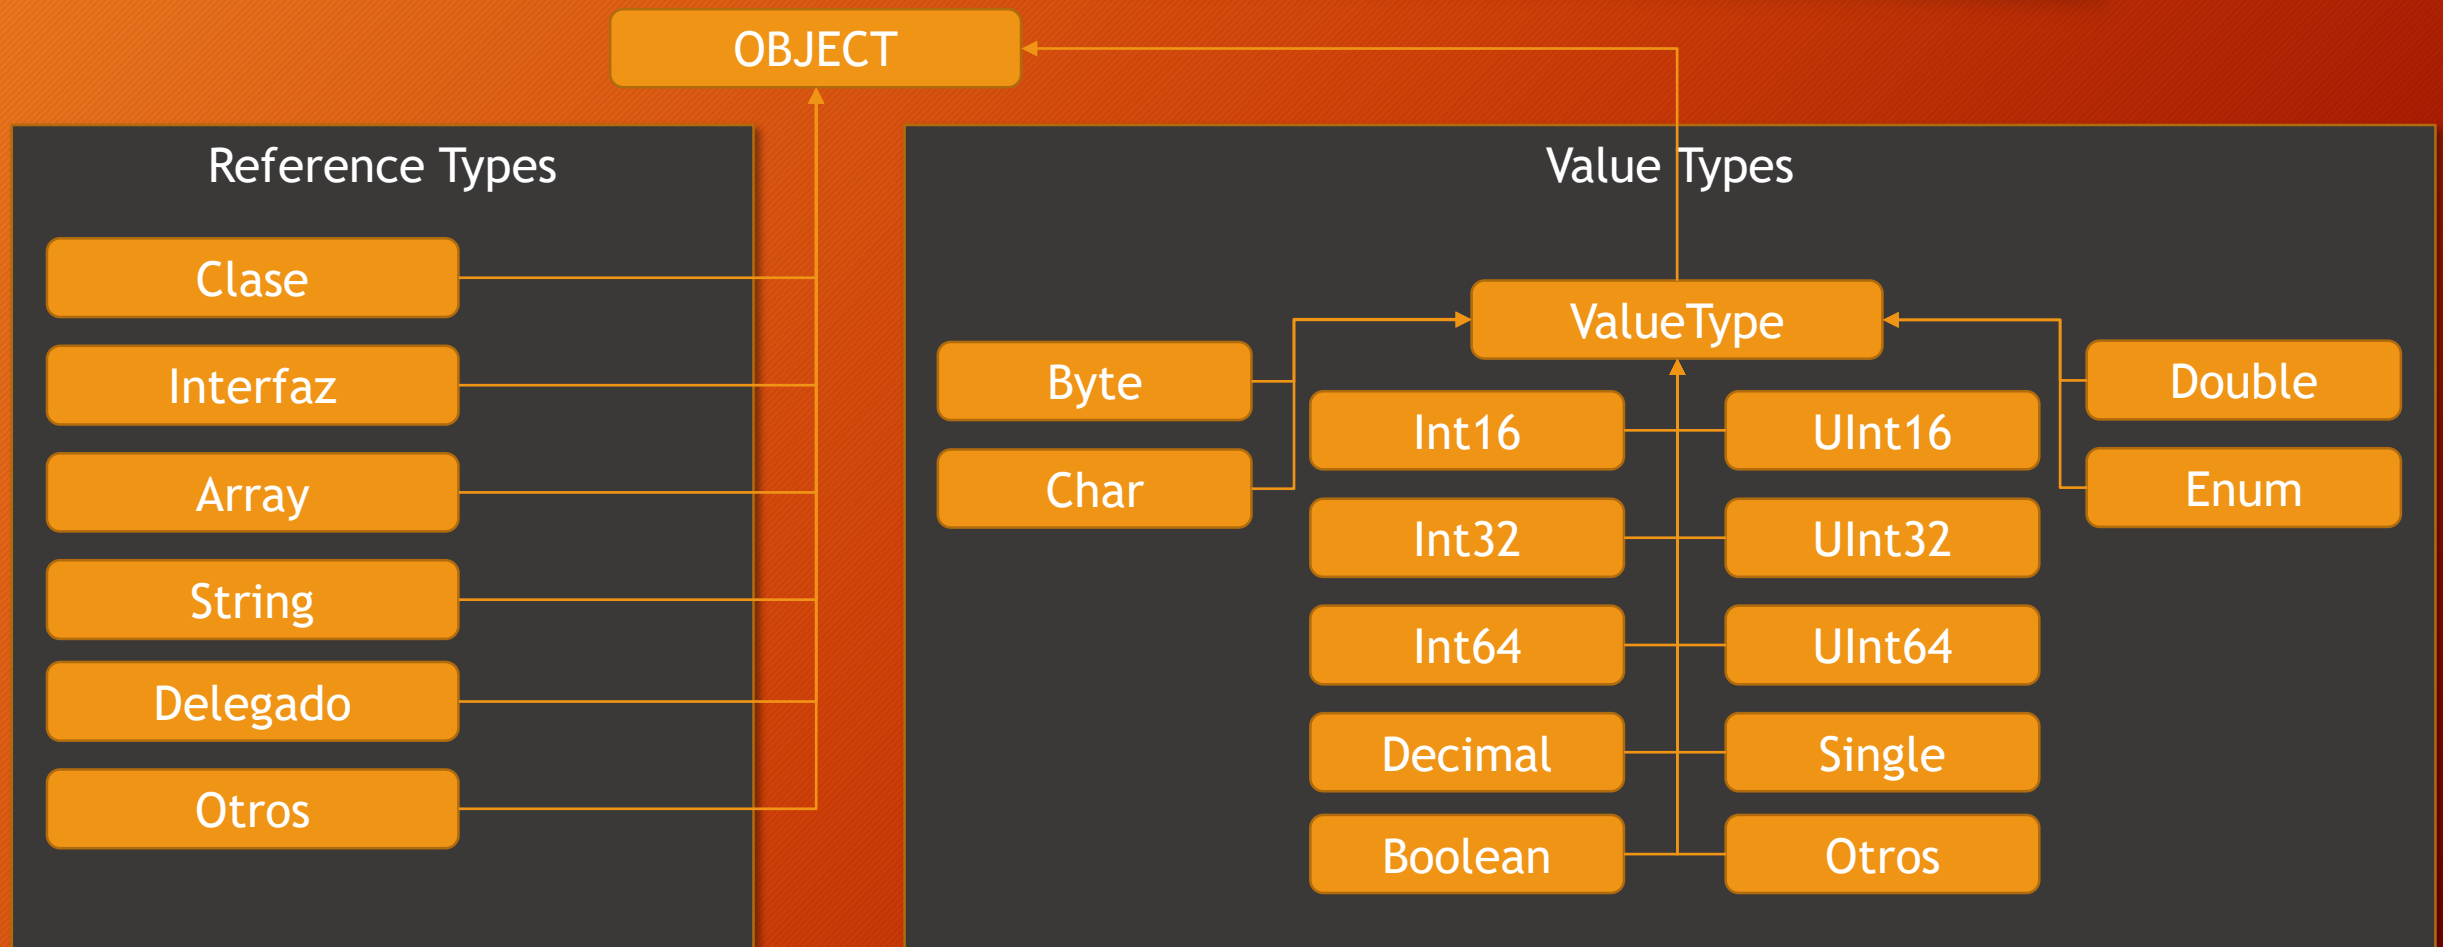 OBJECT
Reference Types
Clase
Interfaz
Array
String
Delegado
Otros
Value Types
ValueType
Byte
Char
Int16
UInt16
Int32
UInt32
Int64
UInt64
Decimal
Single
Boolean
Otros
Double
Enum